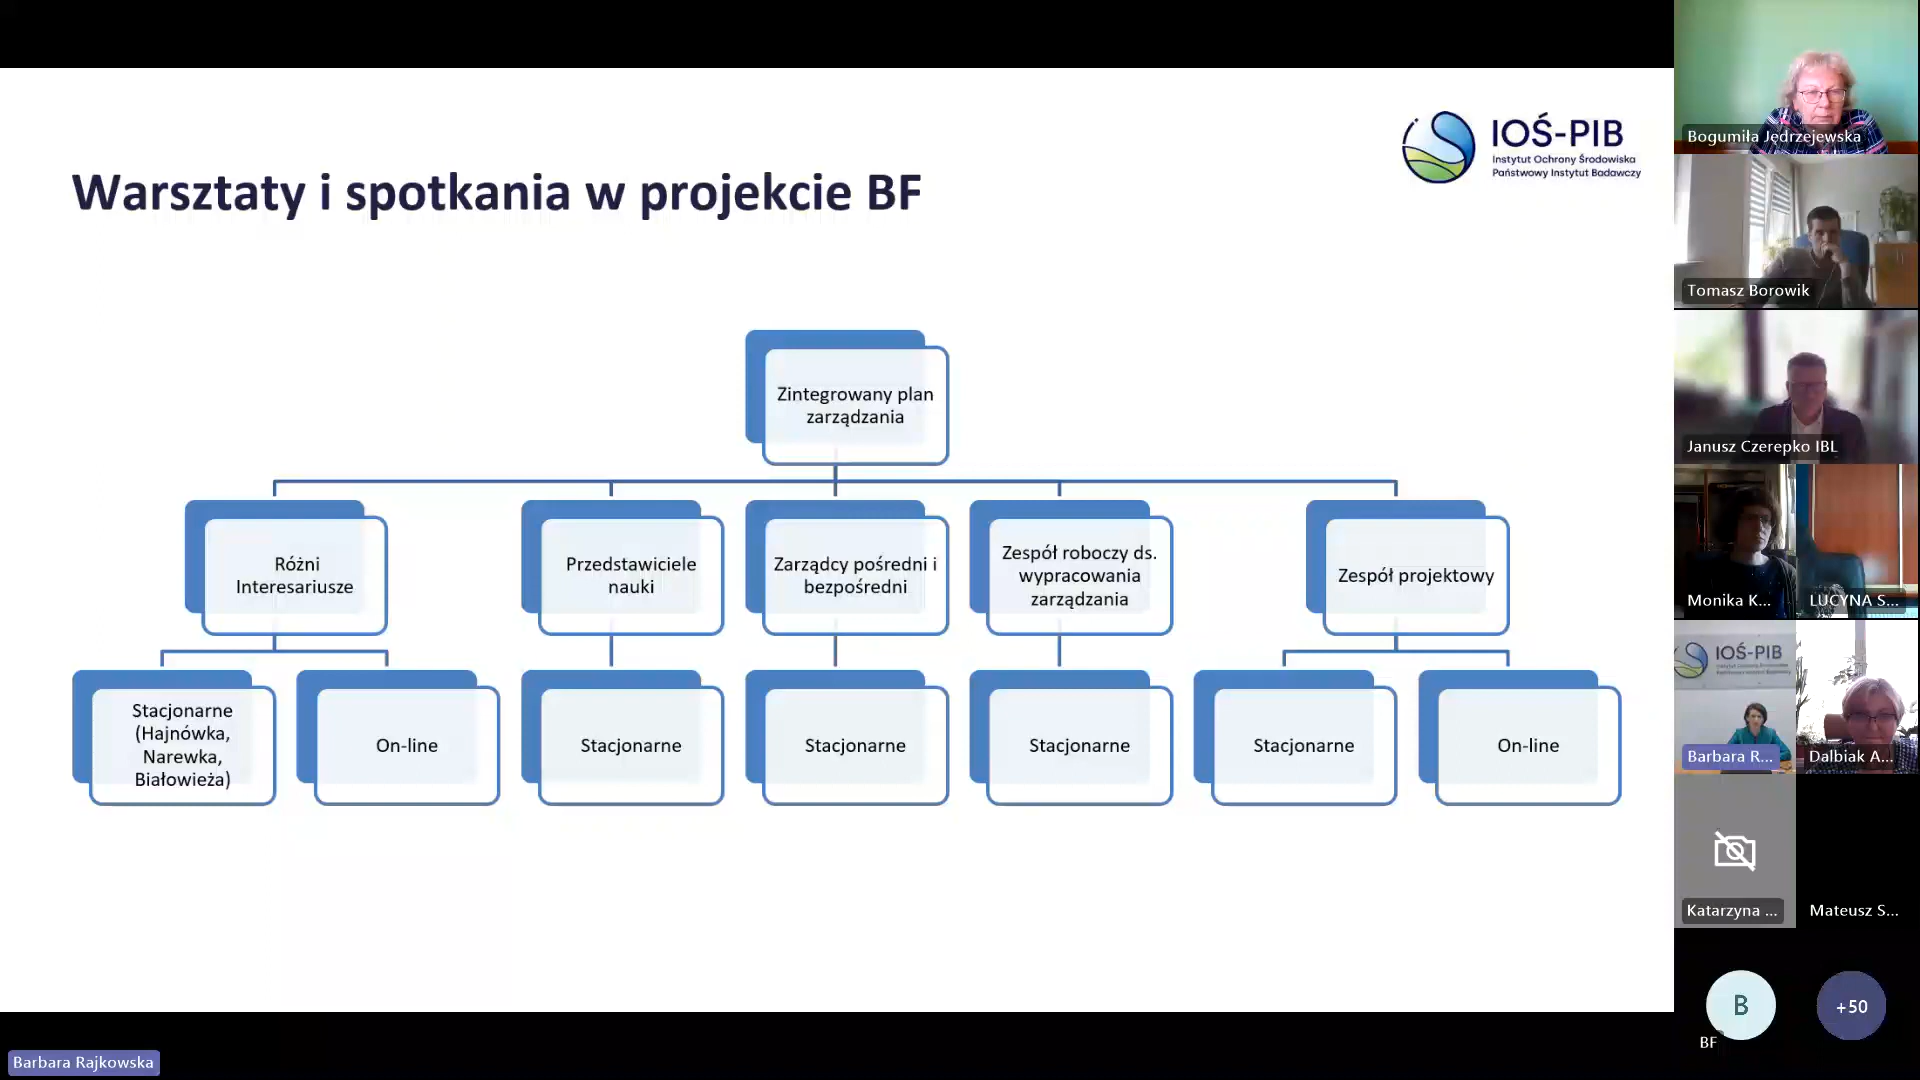 Warsztaty i spotkania w projekcie BF
IOŚ-PIB
Instytut Ochrony Środowiska
Państwowy Instytut Badawczy
Zintegrowany plan
zarządzania
Różni
Interesariusze
Przedstawiciele
nauki
Zarządcy pośredni i
bezpośredni
Zespół roboczy ds.
wypracowania
zarządzania
Zespół projektowy
Stacjonarne
(Hajnówka,
Narewka,
Białowieża)
On-line
Stacjonarne
Stacjonarne
Stacjonarne
Stacjonarne
On-line
Bogumiła Jędrzejewska
Tomasz Borowik
Janusz Czerepko IBL
Monika K...
LUCYNA S...
IOŚ-PIB
Barbara R...
Dalbiak A...
Katarzyna ...
Mateusz S...
B
BF
+50
Barbara Rajkowska